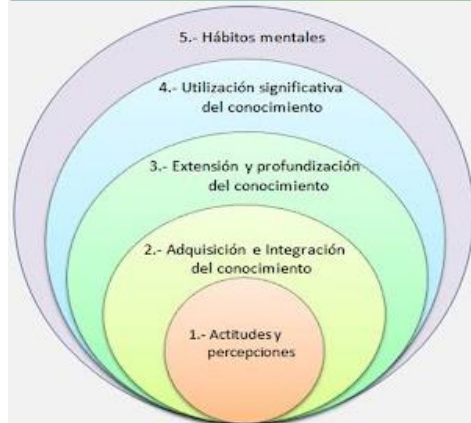 5.- Hábitos mentales
4.- Utilización significativa
del conocimiento
3.- Extensión y profundización
del conocimiento
2.- Adquisición e Integración
del conocimiento
1.- Actitudes y
percepciones